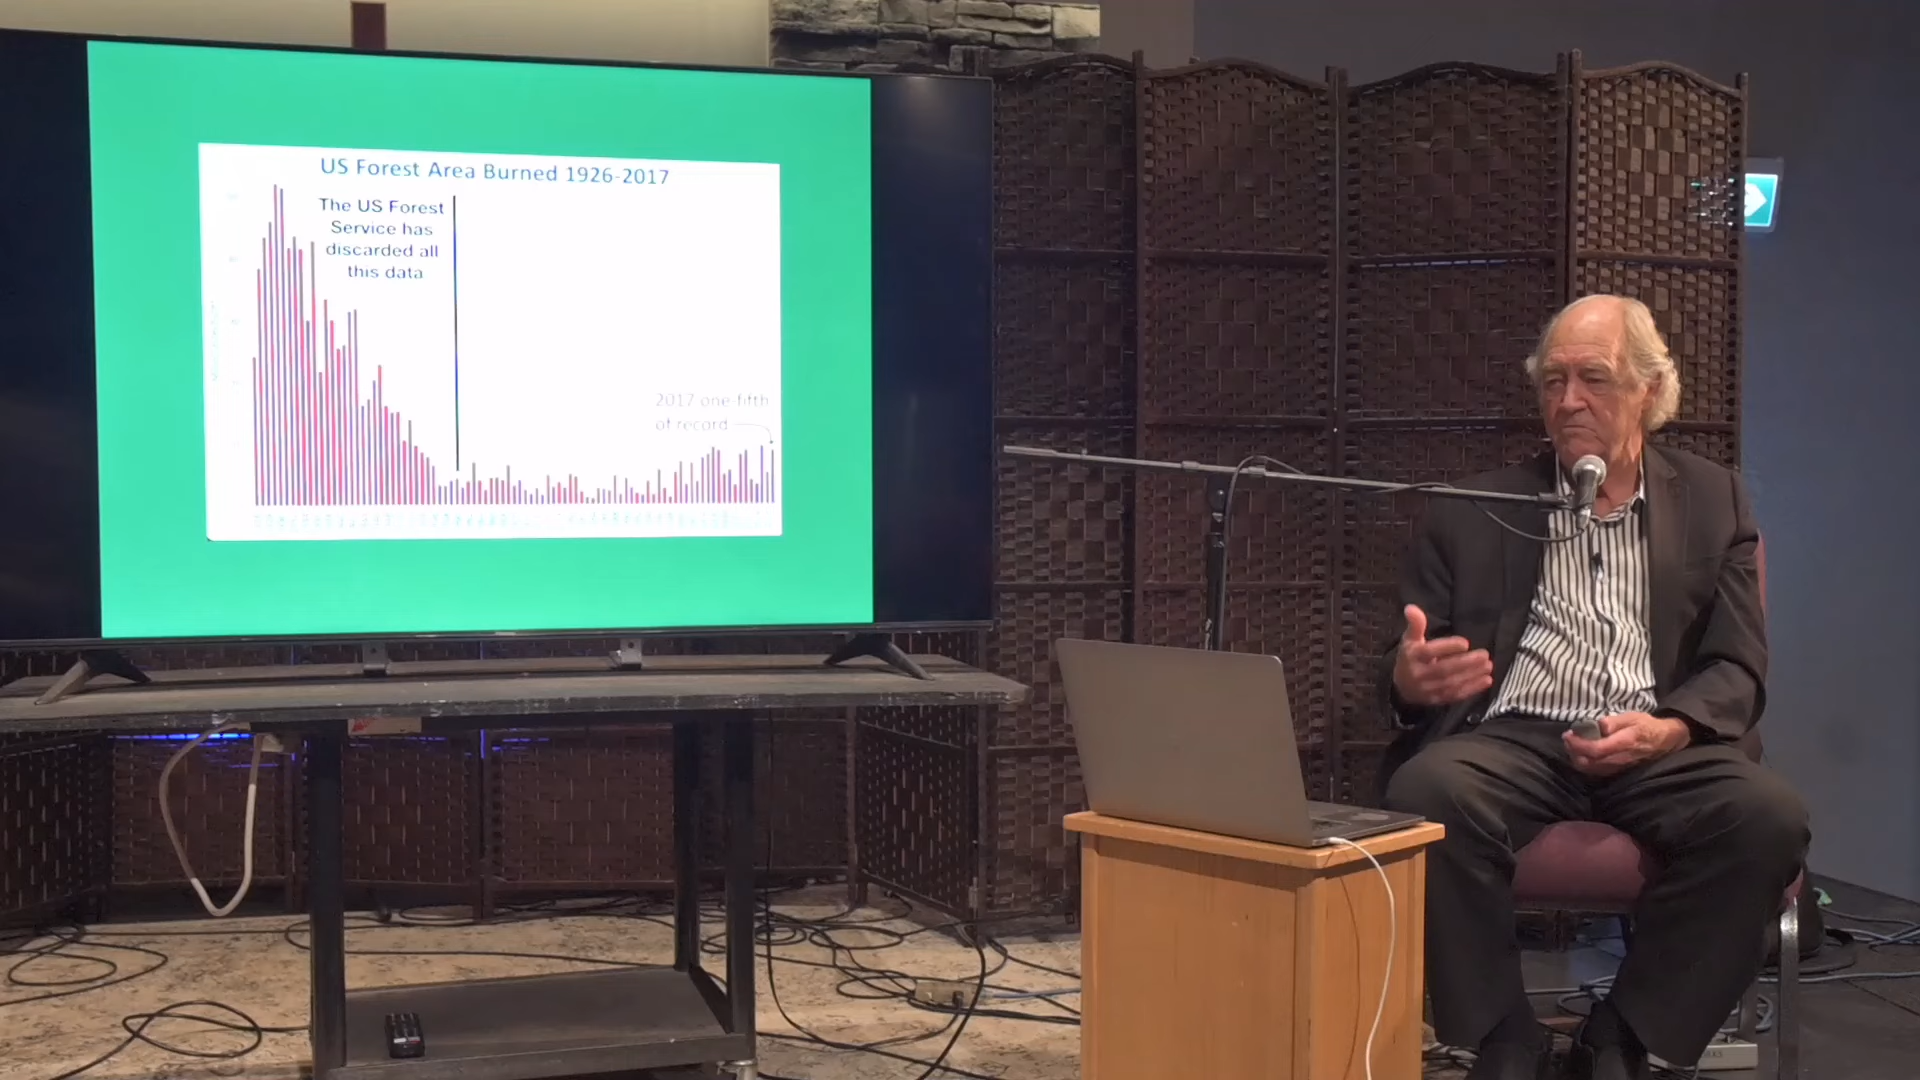 US Forest Area Burned 1926-2017
The US Forest
Service has
discarded all
this data
2017 one-fifth
of record